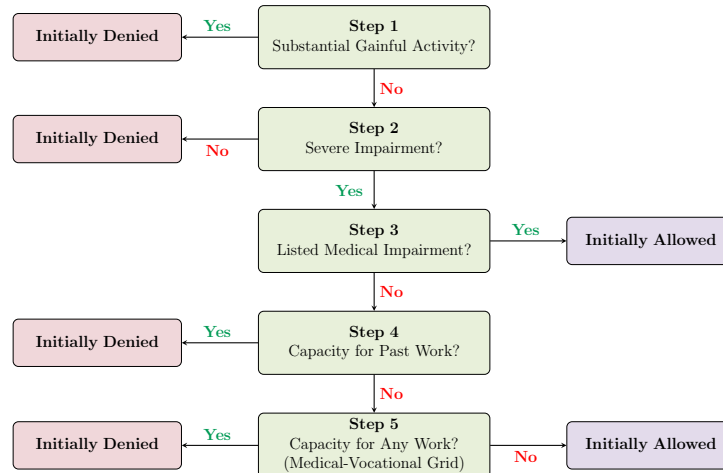 Step 1
Initially Denied
Yes
Substantial Gainful Activity?
No
Step 2
Initially Denied
No
Severe Impairment?
Yes
Step 3
Listed Medical Impairment?
Yes
Initially Allowed
No
Step 4
Initially Denied
Yes
Capacity for Past Work?
No
Step 5
Initially Denied
Yes
Capacity for Any Work?
(Medical-Vocational Grid)
No
Initially Allowed